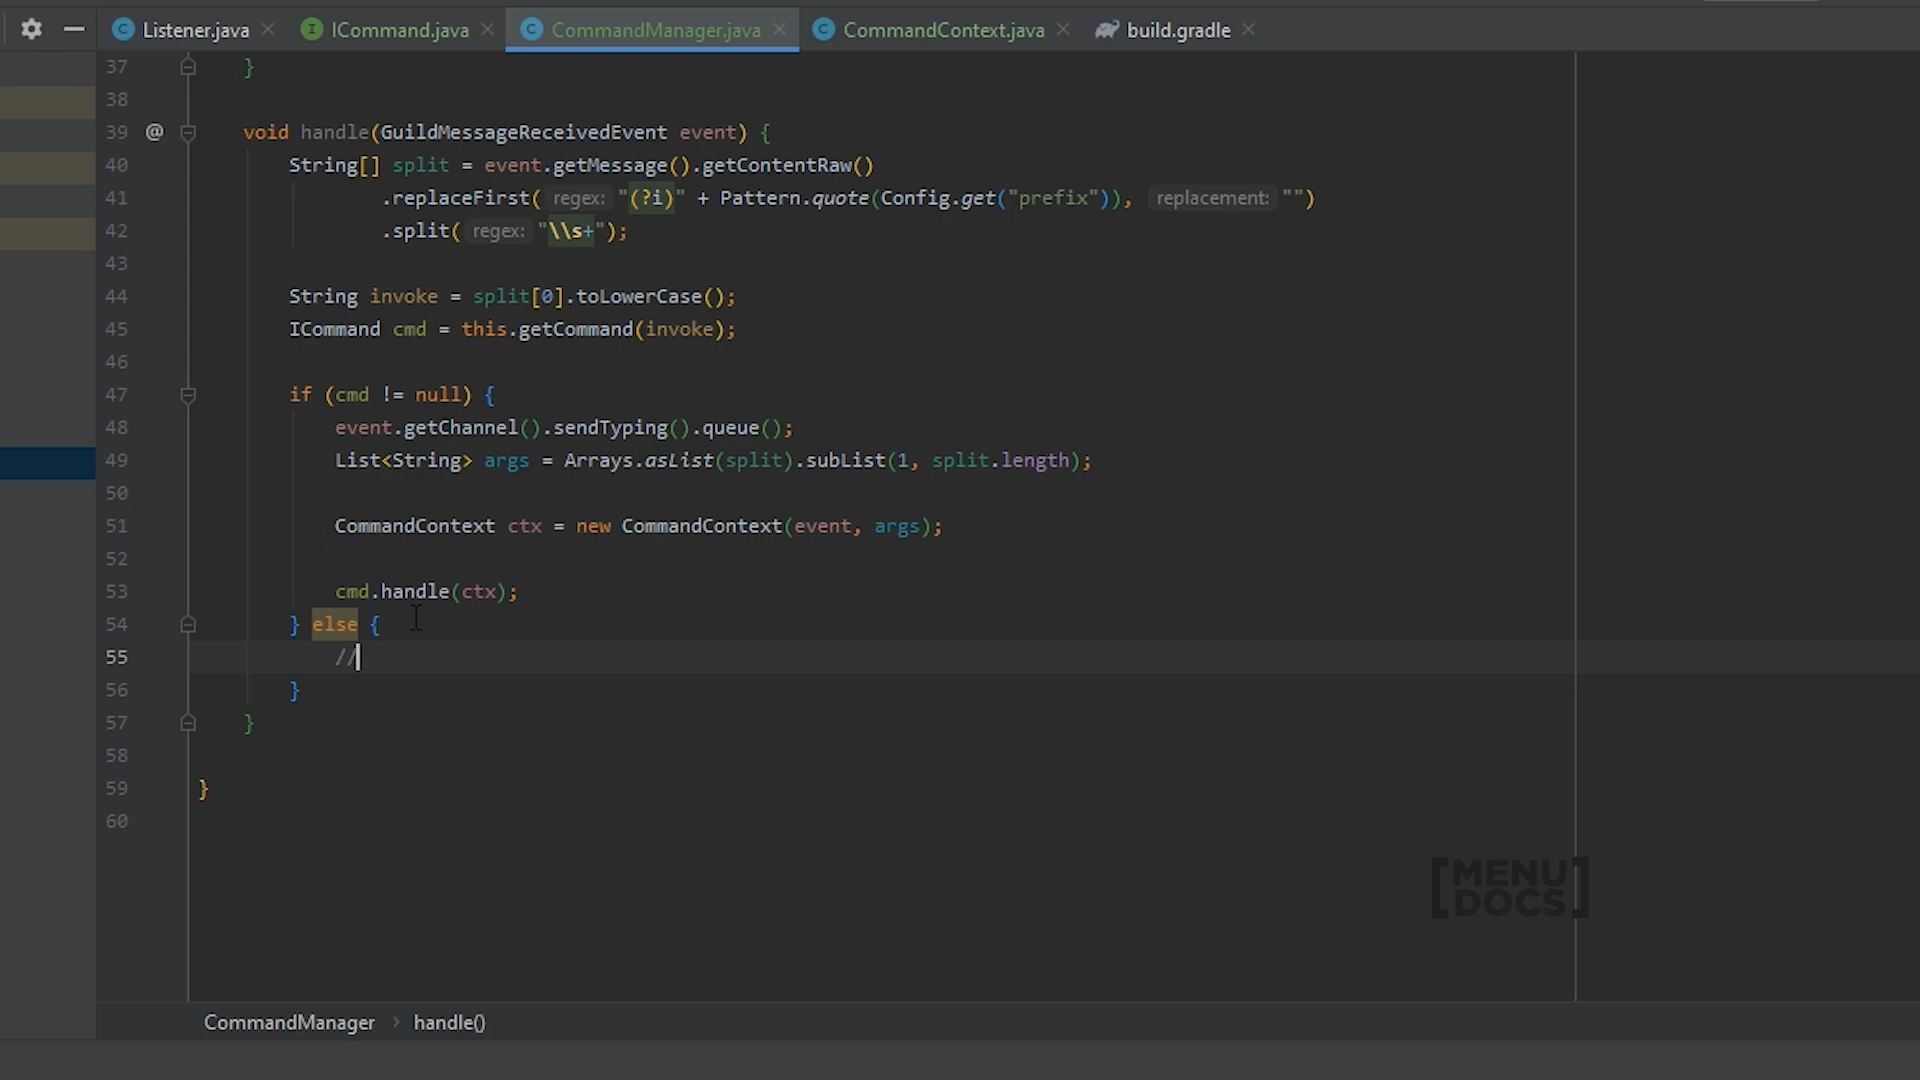 Listener.java
ICommand.java
CommandManager.java
CommandContext.java
build.gradle
37 }
38
39 @ void handle(GuildMessageReceivedEvent event) {
40 String[] split = event.getMessage().getContentRaw()
41 .replaceFirst( regex: "(?i)" + Pattern.quote(Config.get("prefix")), replacement: "")
42 .split( regex: "\\s+");
43
44 String invoke = split[0].toLowerCase();
45 ICommand cmd = this.getCommand(invoke);
46
47 if (cmd != null) {
48 event.getChannel().sendTyping().queue();
49 List<String> args = Arrays.asList(split).subList(1, split.length);
50
51 CommandContext ctx = new CommandContext(event, args);
52
53 cmd.handle(ctx);
54 } else {
55 //
56 }
57 }
58
59 }
60
[MENU
DOCS]
CommandManager > handle()